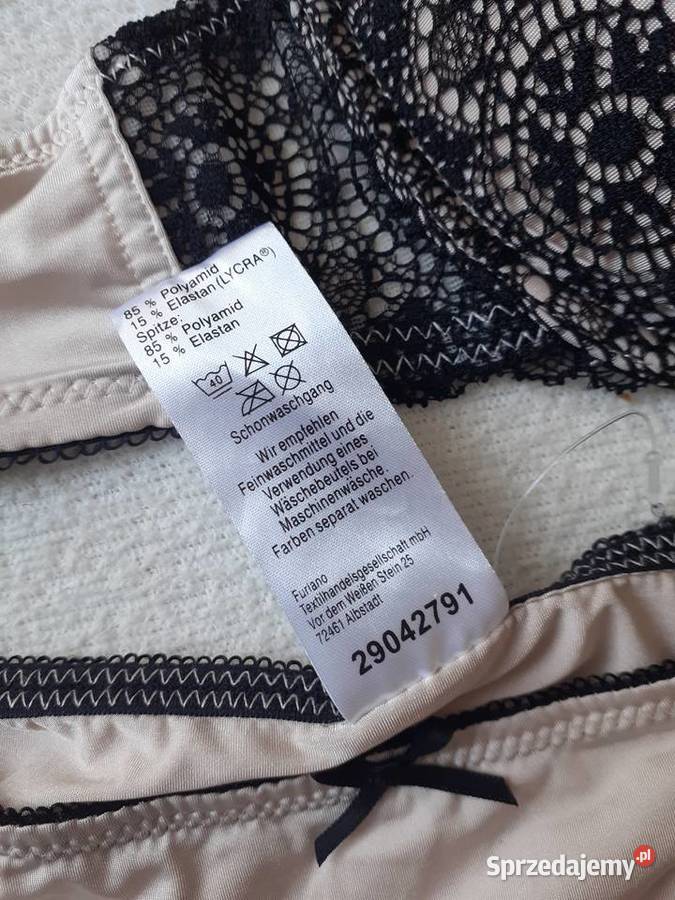 85 % Polyamid
15 % Elastan (LYCRA®)
Spitze:
85 % Polyamid
15 % Elastan
40
Schonwaschgang
Wir empfehlen
Feinwaschmittel und die
Verwendung eines
Wäschebeutels bei
Maschinenwäsche.
Farben separat waschen.
Furiano
Textilhandelsgesellschaft.mbH
Vor dem Weißen Stein 25
72461 Albstadt
29042791
Sprzedajemy.pl